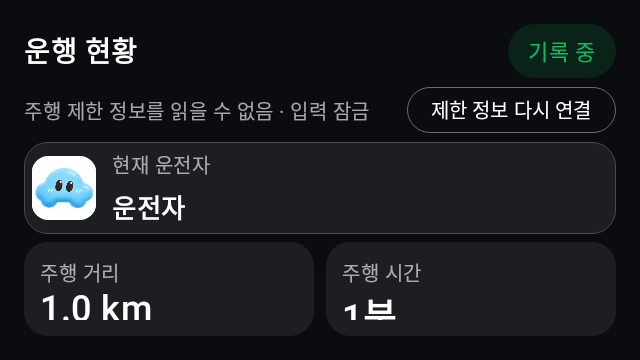 운행 현황
기록 중
주행 제한 정보를 읽을 수 없음 · 입력 잠금
제한 정보 다시 연결
현재 운전자
운전자
주행 거리
주행 시간
1.0 km
1분